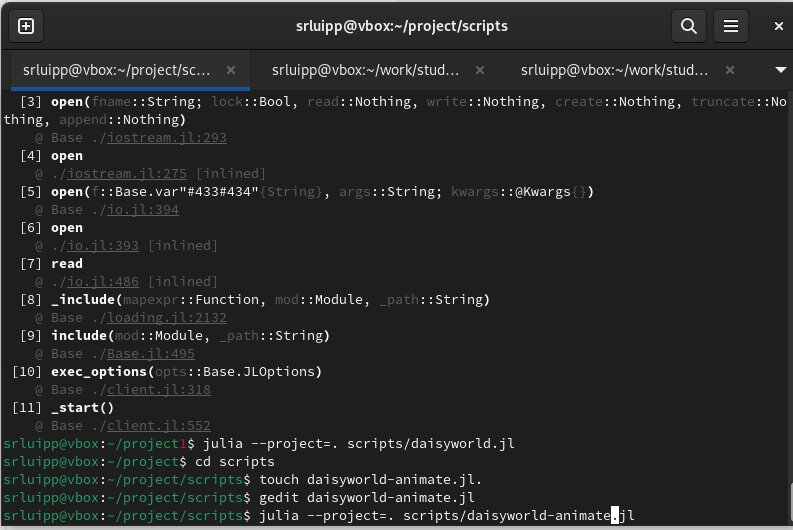 srluipp@vbox:~/project/scripts
srluipp@vbox:~/project/sc... × srluipp@vbox:~/work/stud... × srluipp@vbox:~/work/stud... ×
[3] open(fname::String; lock::Bool, read::Nothing, write::Nothing, create::Nothing, truncate::No
thing, append::Nothing)
@ Base ./iostream.jl:293
[4] open
@ ./iostream.jl:275 [inlined]
[5] open(f::Base.var"#433#434"{String}, args::String; kwargs::@Kwargs{})
@ Base ./io.jl:394
[6] open
@ ./io.jl:393 [inlined]
[7] read
@ ./io.jl:486 [inlined]
[8] _include(mapexpr::Function, mod::Module, _path::String)
@ Base ./loading.jl:2132
[9] include(mod::Module, _path::String)
@ Base ./Base.jl:495
[10] exec_options(opts::Base.JLOptions)
@ Base ./client.jl:318
[11] _start()
@ Base ./client.jl:552
srluipp@vbox:~/project1$ julia --project=. scripts/daisyworld.jl
srluipp@vbox:~/project$ cd scripts
srluipp@vbox:~/project/scripts$ touch daisyworld-animate.jl.
srluipp@vbox:~/project/scripts$ gedit daisyworld-animate.jl
srluipp@vbox:~/project/scripts$ julia --project=. scripts/daisyworld-animate.jl